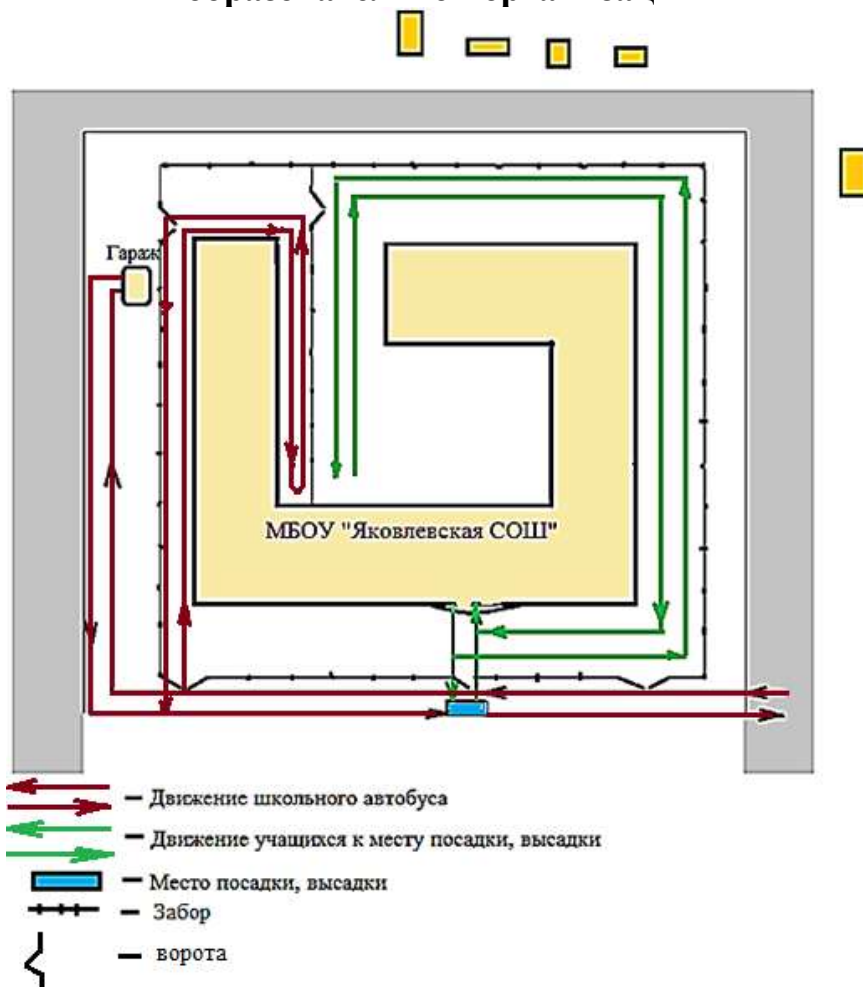 Гараж
МБОУ "Яковлевская СОШ"
– Движение школьного автобуса
– Движение учащихся к месту посадки, высадки
– Место посадки, высадки
– Забор
– ворота